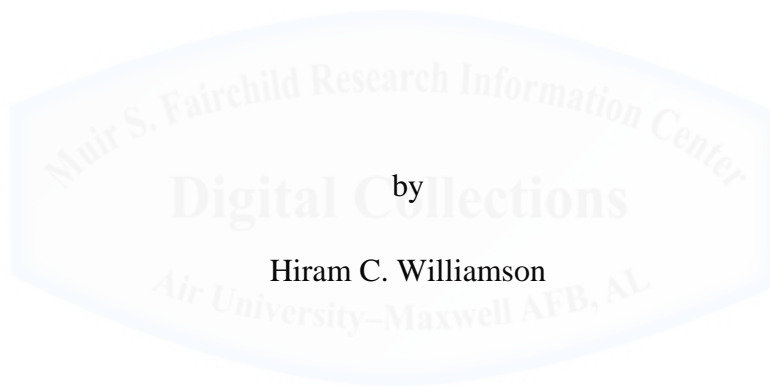 Muir S. Fairchild Research Information Center
by
Digital Collections
Hiram C. Williamson
Air University–Maxwell AFB, AL